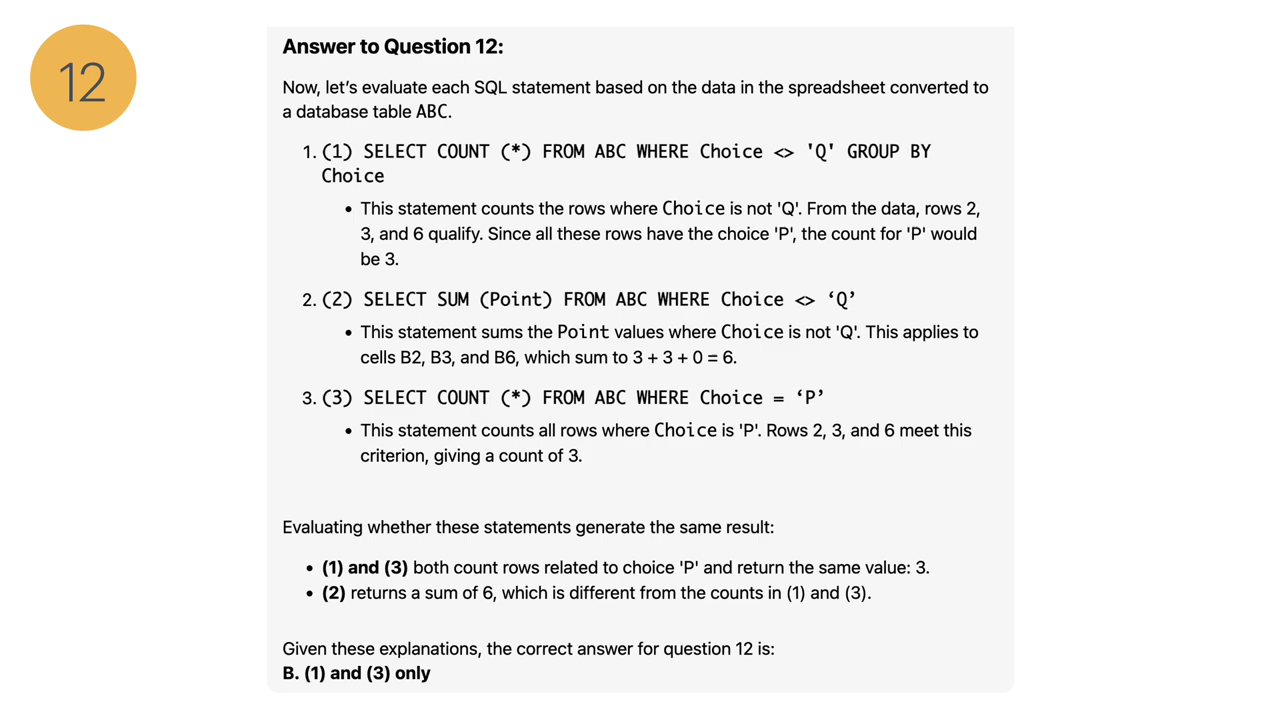 12
Answer to Question 12:
Now, let’s evaluate each SQL statement based on the data in the spreadsheet converted to
a database table ABC.
1. (1) SELECT COUNT (*) FROM ABC WHERE Choice <> 'Q' GROUP BY
Choice
• This statement counts the rows where Choice is not 'Q'. From the data, rows 2,
3, and 6 qualify. Since all these rows have the choice 'P', the count for 'P' would
be 3.
2. (2) SELECT SUM (Point) FROM ABC WHERE Choice <> ‘Q’
• This statement sums the Point values where Choice is not 'Q'. This applies to
cells B2, B3, and B6, which sum to 3 + 3 + 0 = 6.
3. (3) SELECT COUNT (*) FROM ABC WHERE Choice = ‘P’
• This statement counts all rows where Choice is 'P'. Rows 2, 3, and 6 meet this
criterion, giving a count of 3.
Evaluating whether these statements generate the same result:
• (1) and (3) both count rows related to choice 'P' and return the same value: 3.
• (2) returns a sum of 6, which is different from the counts in (1) and (3).
Given these explanations, the correct answer for question 12 is:
B. (1) and (3) only